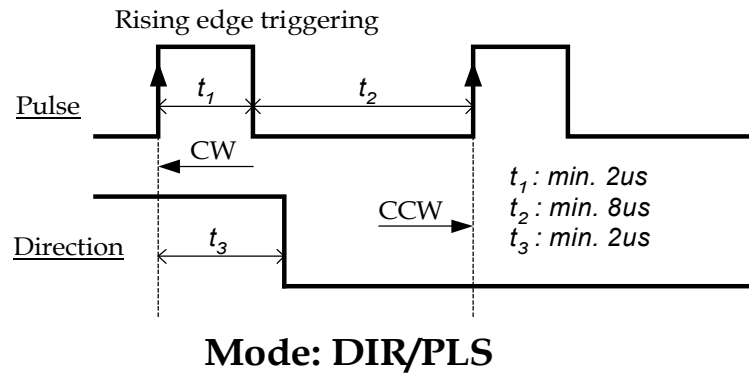 Rising edge triggering
t1
t2
Pulse
CW
t1 : min. 2us
t2 : min. 8us
t3 : min. 2us
CCW
Direction
t3
Mode: DIR/PLS